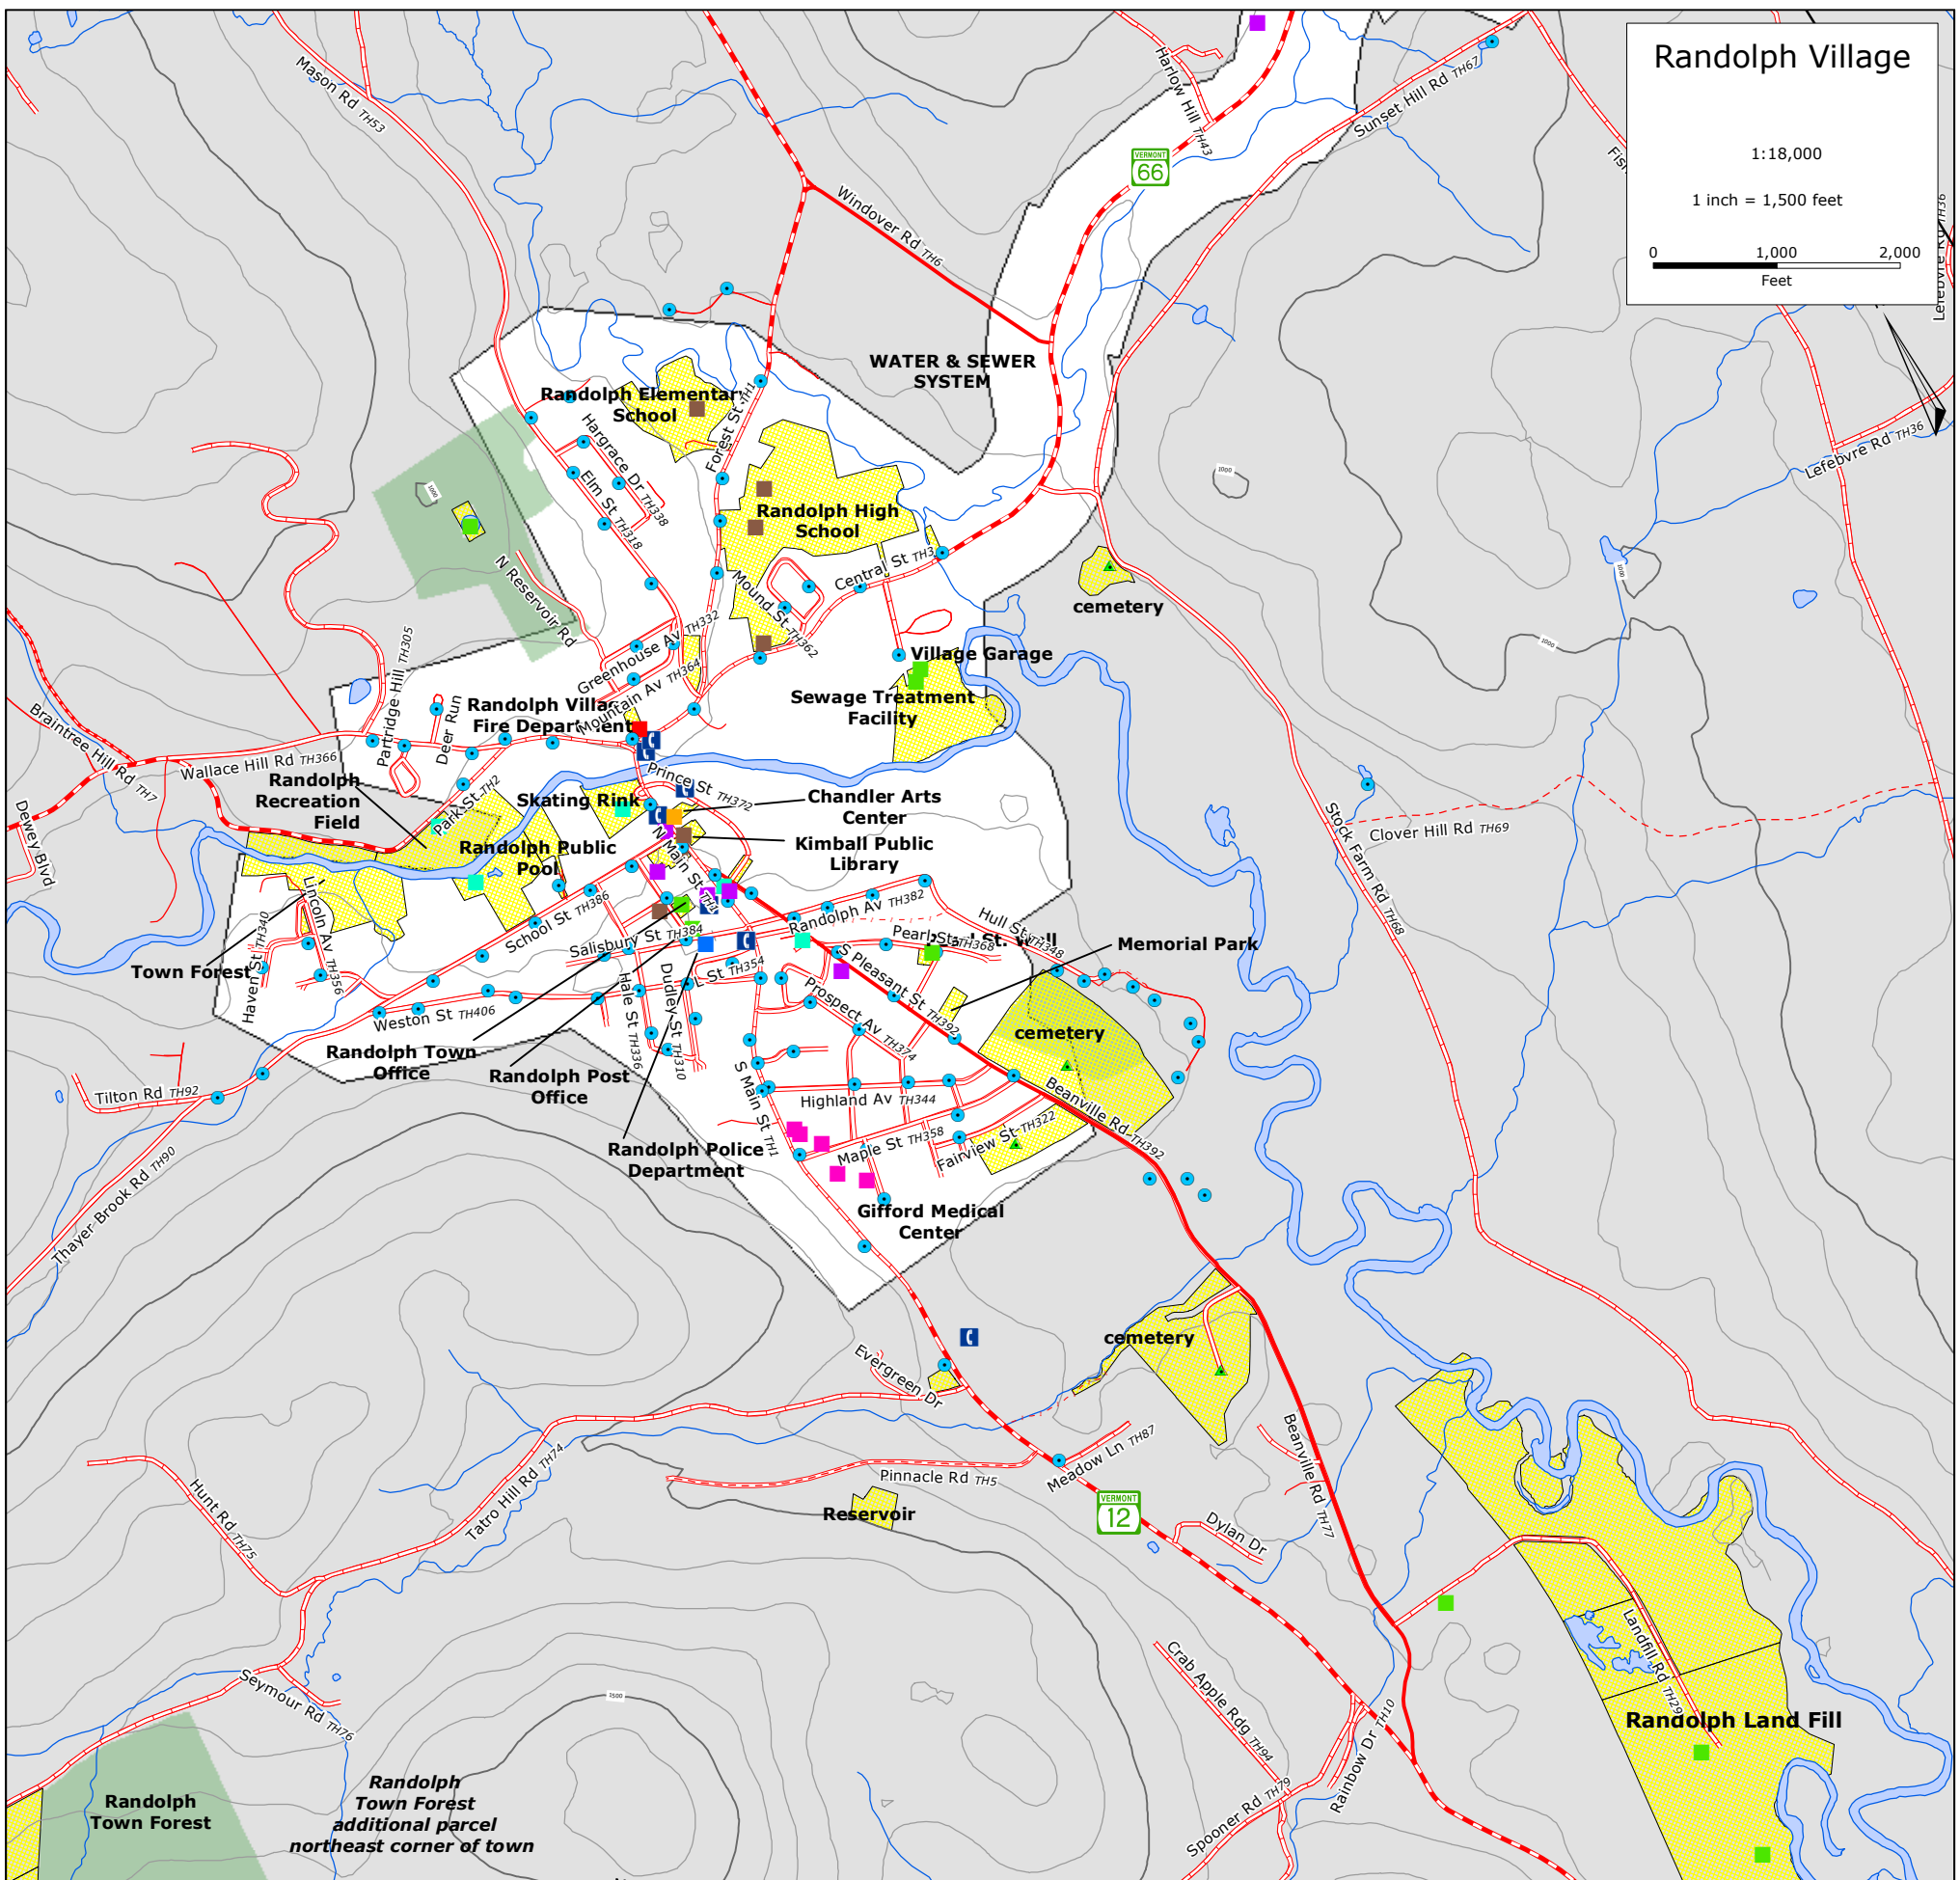 Randolph Village
1:18,000
1 inch = 1,500 feet
0 1,000 2,000
Feet
Mason Rd TH53
Harlow Hill TH43
Sunset Hill Rd TH67
VERMONT
66
Windover Rd TH6
Lefebvre Rd TH36
Lefebvre Rd TH36
WATER & SEWER
SYSTEM
Randolph Elementary
School
Forest St TH1
Hargrace Dr TH338
Elm St TH318
1000
1000
1000
1000
Randolph High
School
Central St TH3
Mound St TH362
N Reservoir Rd
cemetery
Greenhouse Av TH332
Mountain Av TH364
Village Garage
Sewage Treatment
Facility
Partridge Hill TH305
Deer Run
Randolph Village
Fire Department
Braintree Hill Rd TH7
Wallace Hill Rd TH366
Dewey Blvd
Randolph
Recreation
Field
Park St TH2
Skating Rink
Prince St TH372
Chandler Arts
Center
Kimball Public
Library
Randolph Public
Pool
N Main St TH1
Stock Farm Rd TH68
Clover Hill Rd TH69
Lincoln Av TH356
School St TH386
Randolph Av TH382
Hull St TH348
Salisbury St TH384
Pearl St TH368
Memorial Park
Town Forest
Haven St TH340
L St TH354
S Pleasant St TH392
Prospect Av TH374
Hale St TH336
Dudley St TH310
Weston St TH406
cemetery
Randolph Town
Office
Randolph Post
Office
Tilton Rd TH92
S Main St TH1
Highland Av TH344
Beanville Rd TH392
Maple St TH358
Fairview St TH322
Randolph Police
Department
Thayer Brook Rd TH90
Gifford Medical
Center
cemetery
Evergreen Dr
Beanville Rd TH77
Meadow Ln TH87
Pinnacle Rd TH5
Reservoir
VERMONT
12
Dylan Dr
Hunt Rd TH75
Tatro Hill Rd TH74
Landfill Rd TH29
Crab Apple Rdg TH94
Seymour Rd TH76
1500
Rainbow Dr TH10
Randolph Land Fill
Spooner Rd TH79
Randolph
Town Forest
Randolph
Town Forest
additional parcel
northeast corner of town